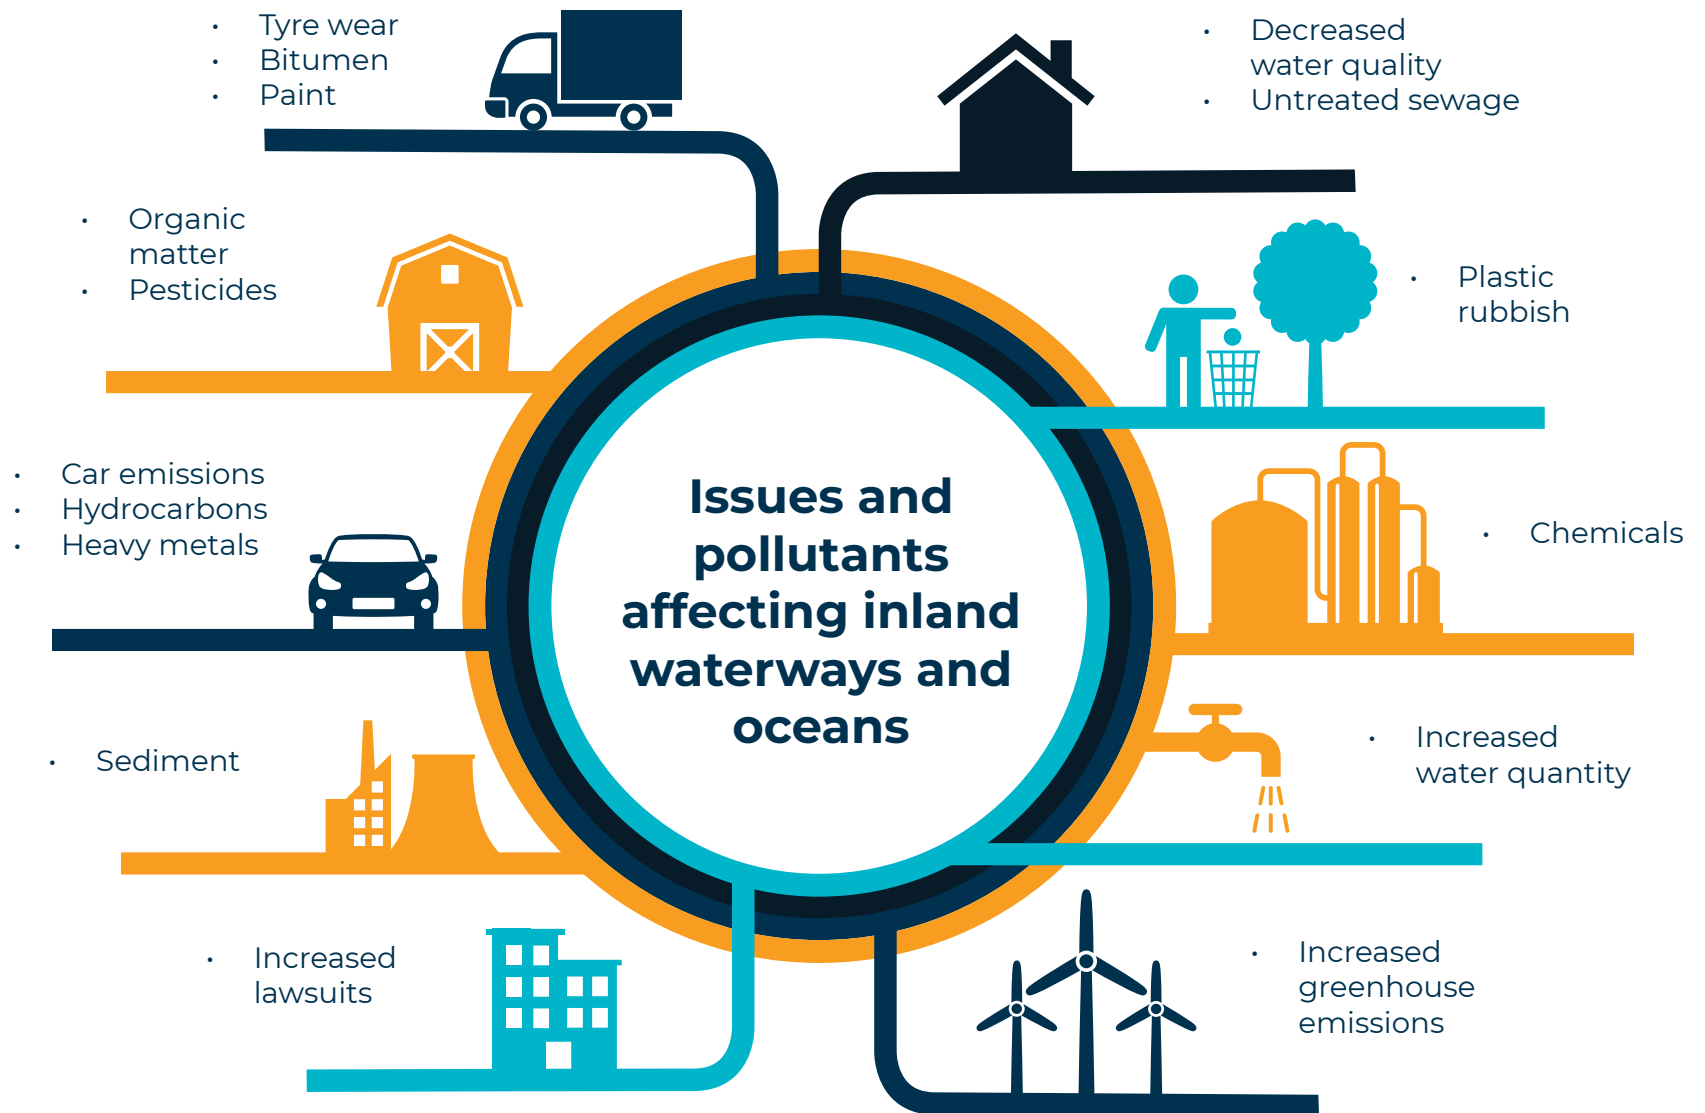 • Tyre wear
• Bitumen
• Paint
• Decreased
water quality
• Untreated sewage
• Organic
matter
• Pesticides
• Plastic
rubbish
• Car emissions
• Hydrocarbons
• Heavy metals
Issues and
pollutants
affecting inland
waterways and
oceans
• Chemicals
• Sediment
• Increased
water quantity
• Increased
lawsuits
• Increased
greenhouse
emissions